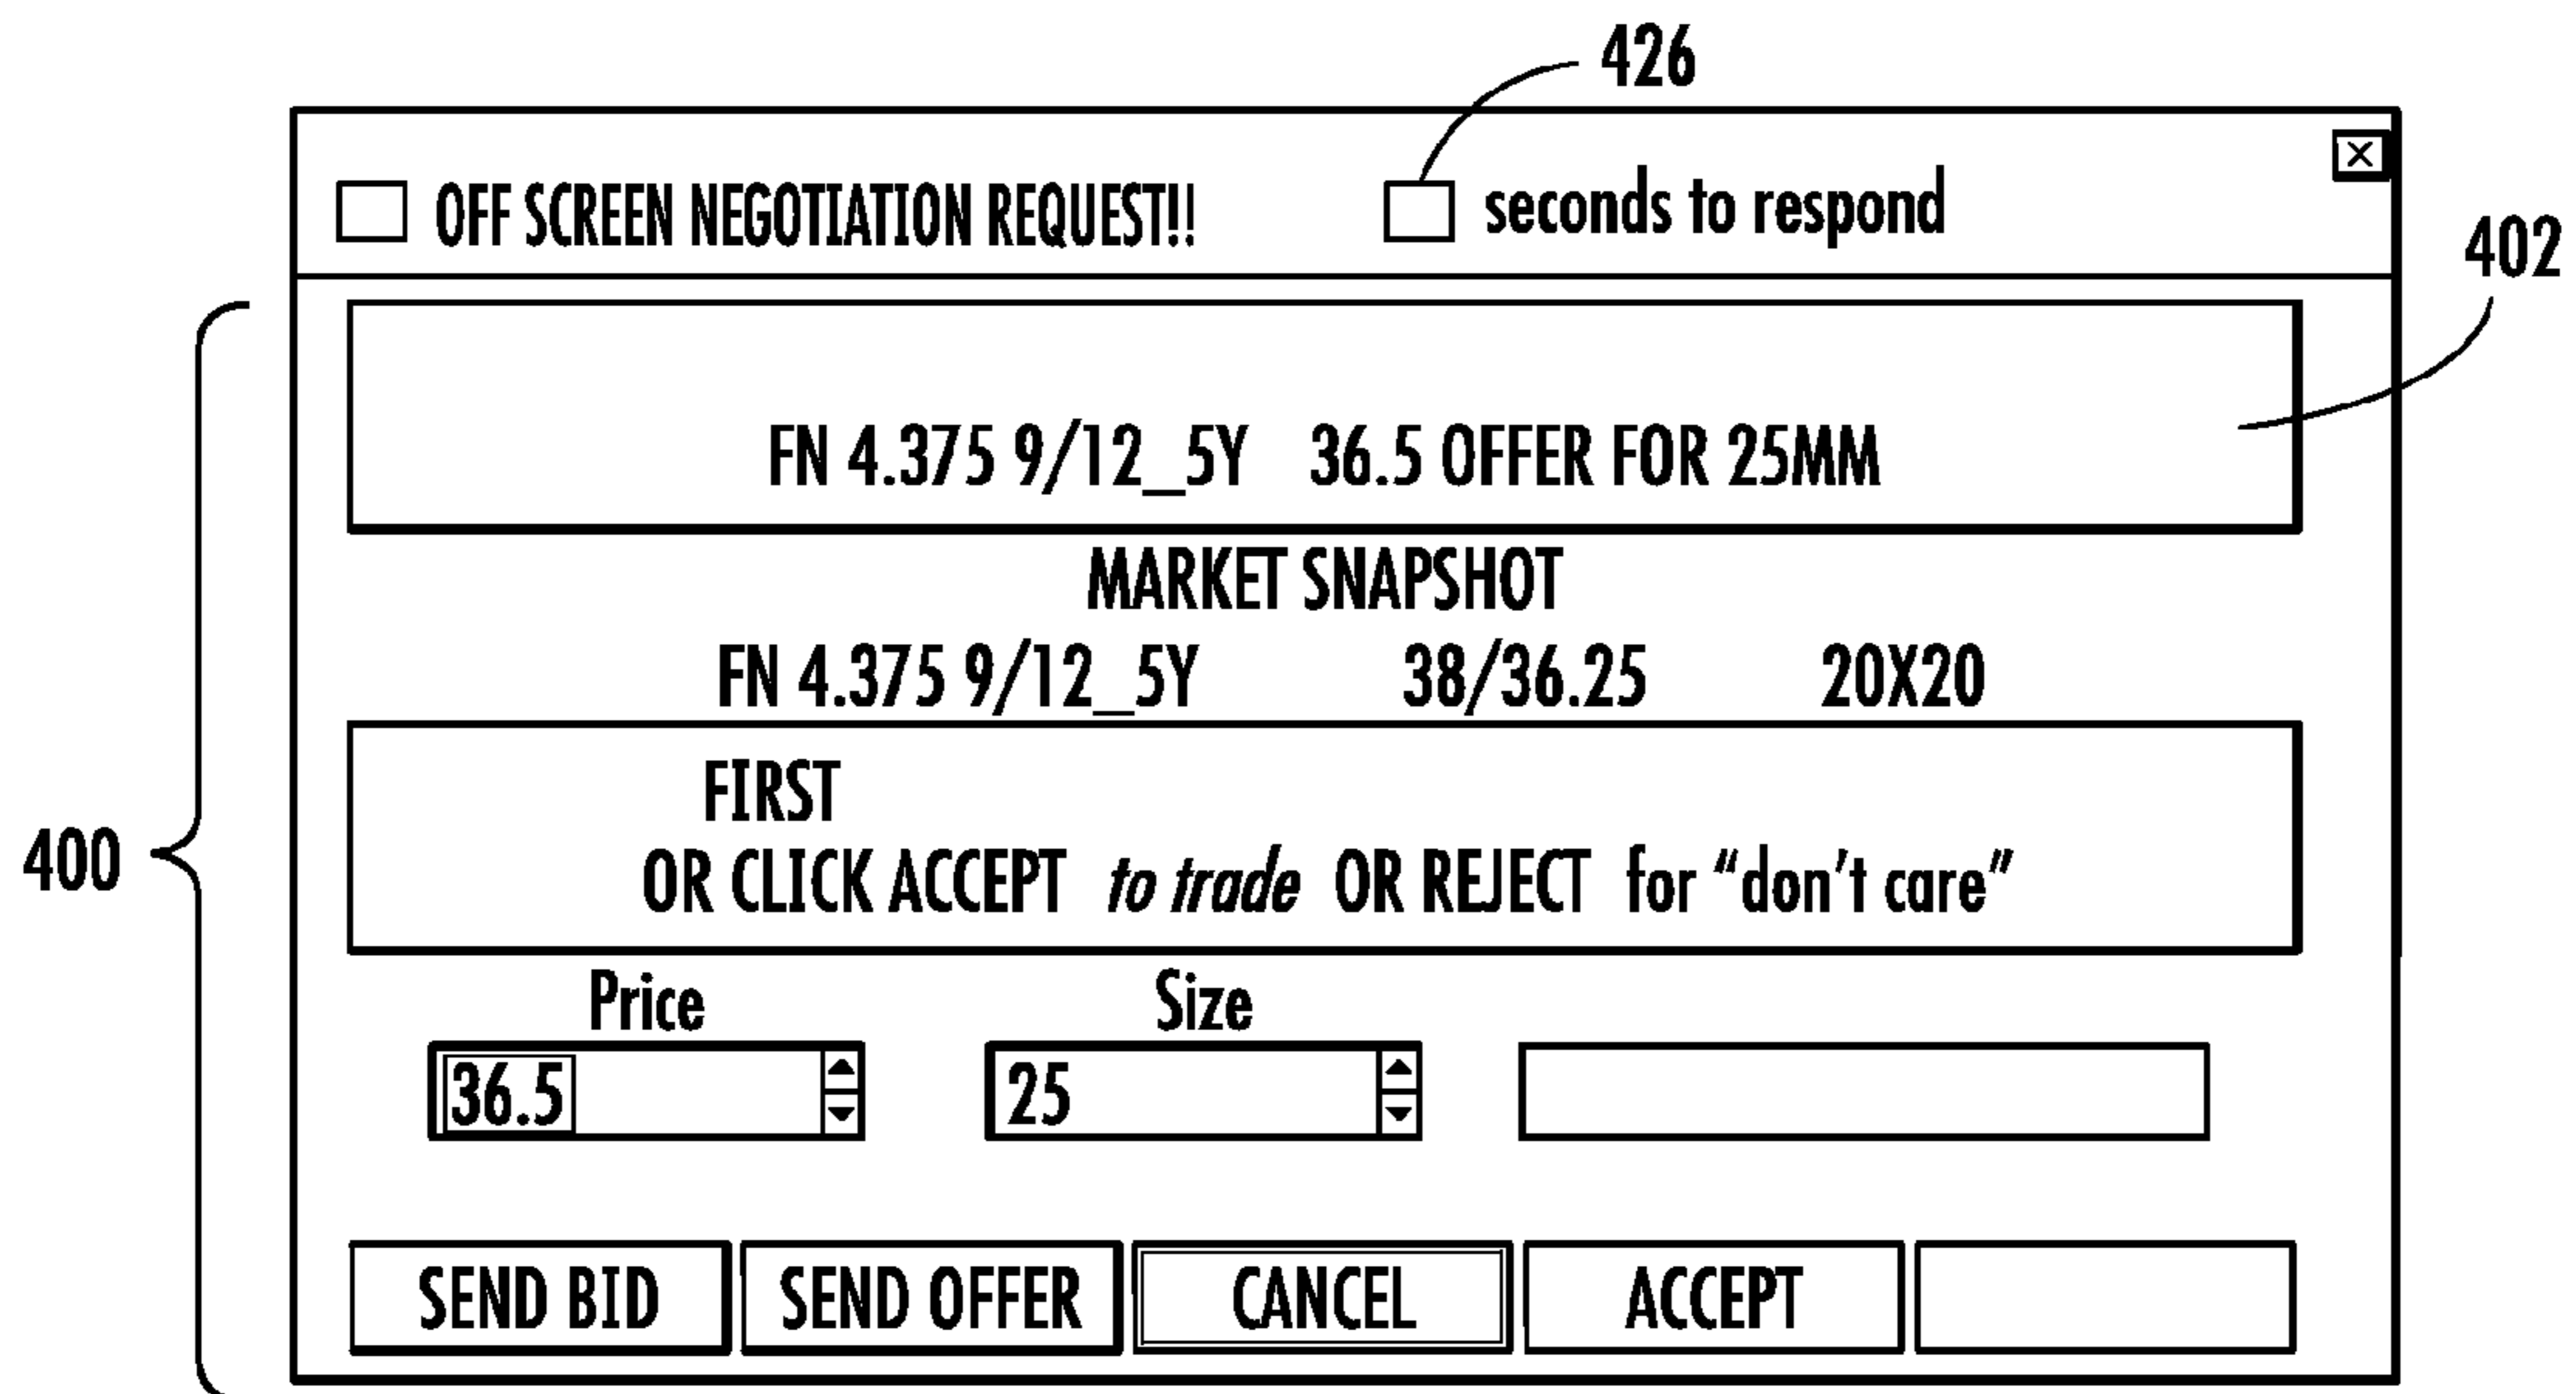 426
OFF SCREEN NEGOTIATION REQUEST!! seconds to respond
402
FN 4.375 9/12_5Y 36.5 OFFER FOR 25MM
MARKET SNAPSHOT
FN 4.375 9/12_5Y 38/36.25 20X20
FIRST
OR CLICK ACCEPT to trade OR REJECT for “don't care”
400
Price Size
36.5 25
SEND BID SEND OFFER CANCEL ACCEPT